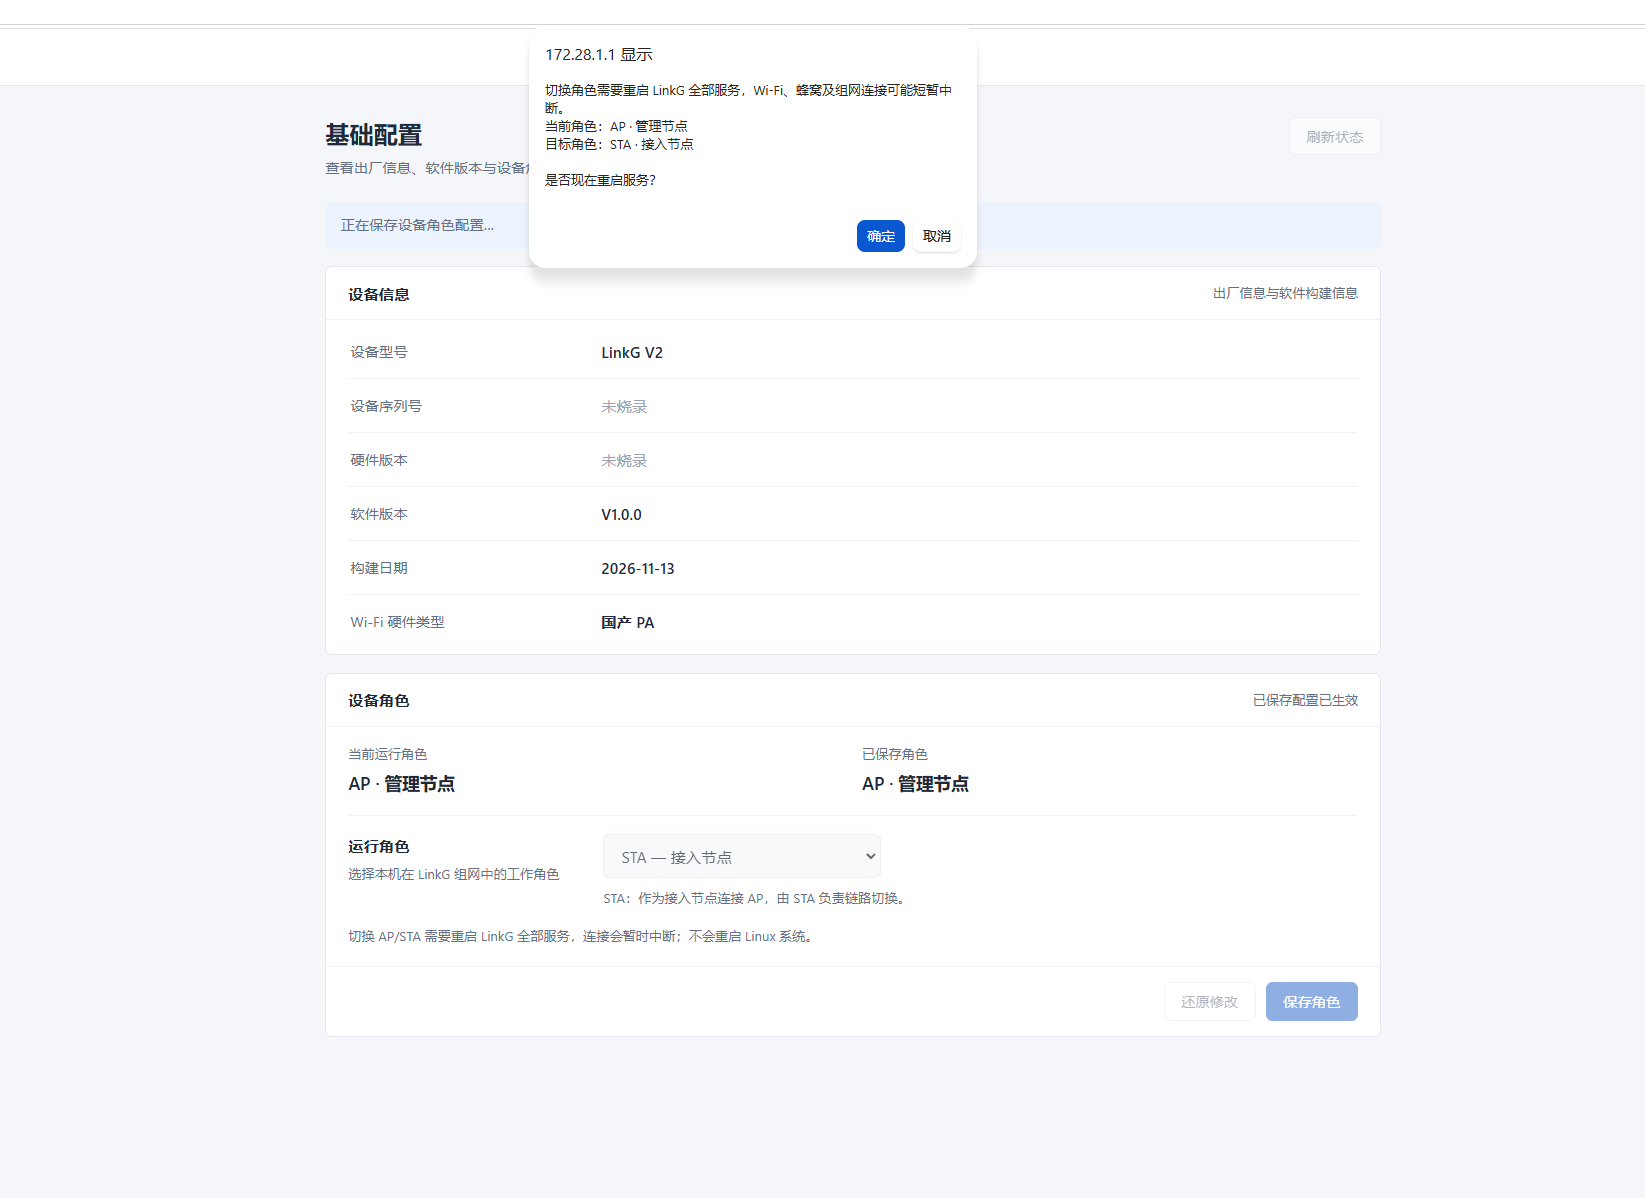 172.28.1.1 显示
切换角色需要重启 LinkG 全部服务，Wi-Fi、蜂窝及组网连接可能短暂中
断。
当前角色：AP · 管理节点
目标角色：STA · 接入节点
是否现在重启服务？
确定 取消
基础配置
刷新状态
查看出厂信息、软件版本与设备
正在保存设备角色配置...
设备信息 出厂信息与软件构建信息
设备型号 LinkG V2
设备序列号 未烧录
硬件版本 未烧录
软件版本 V1.0.0
构建日期 2026-11-13
Wi-Fi 硬件类型 国产 PA
设备角色 已保存配置已生效
当前运行角色 已保存角色
AP · 管理节点 AP · 管理节点
运行角色
STA — 接入节点
选择本机在 LinkG 组网中的工作角色
STA：作为接入节点连接 AP，由 STA 负责链路切换。
切换 AP/STA 需要重启 LinkG 全部服务，连接会暂时中断；不会重启 Linux 系统。
还原修改 保存角色